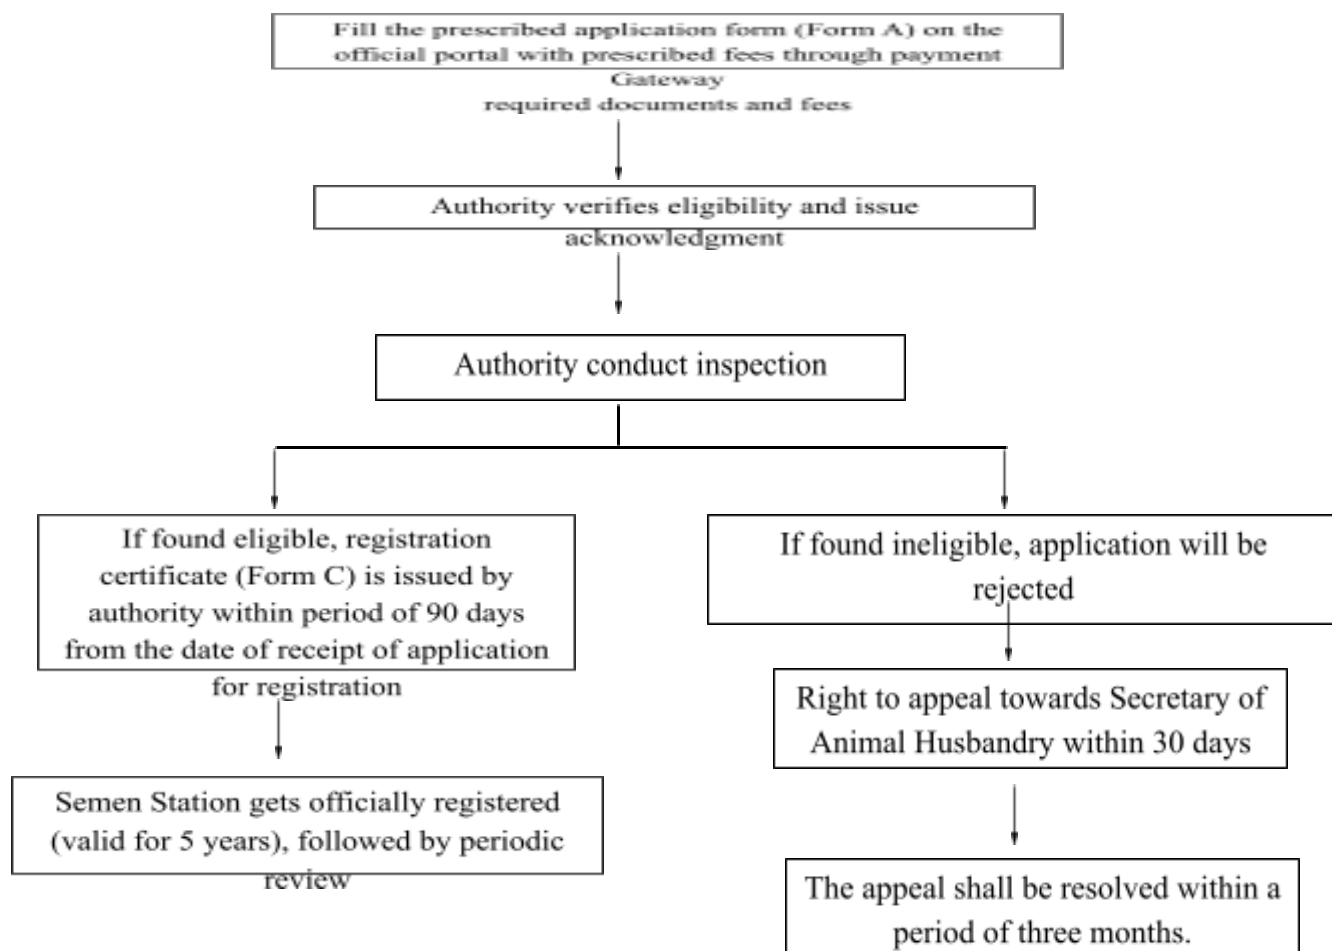 Fill the prescribed application form (Form A) on the
official portal with prescribed fees through payment
Gateway
required documents and fees
Authority verifies eligibility and issue
acknowledgment
Authority conduct inspection
If found eligible, registration
certificate (Form C) is issued by
authority within period of 90 days
from the date of receipt of application
for registration
Semen Station gets officially registered
(valid for 5 years), followed by periodic
review
If found ineligible, application will be
rejected
Right to appeal towards Secretary of
Animal Husbandry within 30 days
The appeal shall be resolved within a
period of three months.